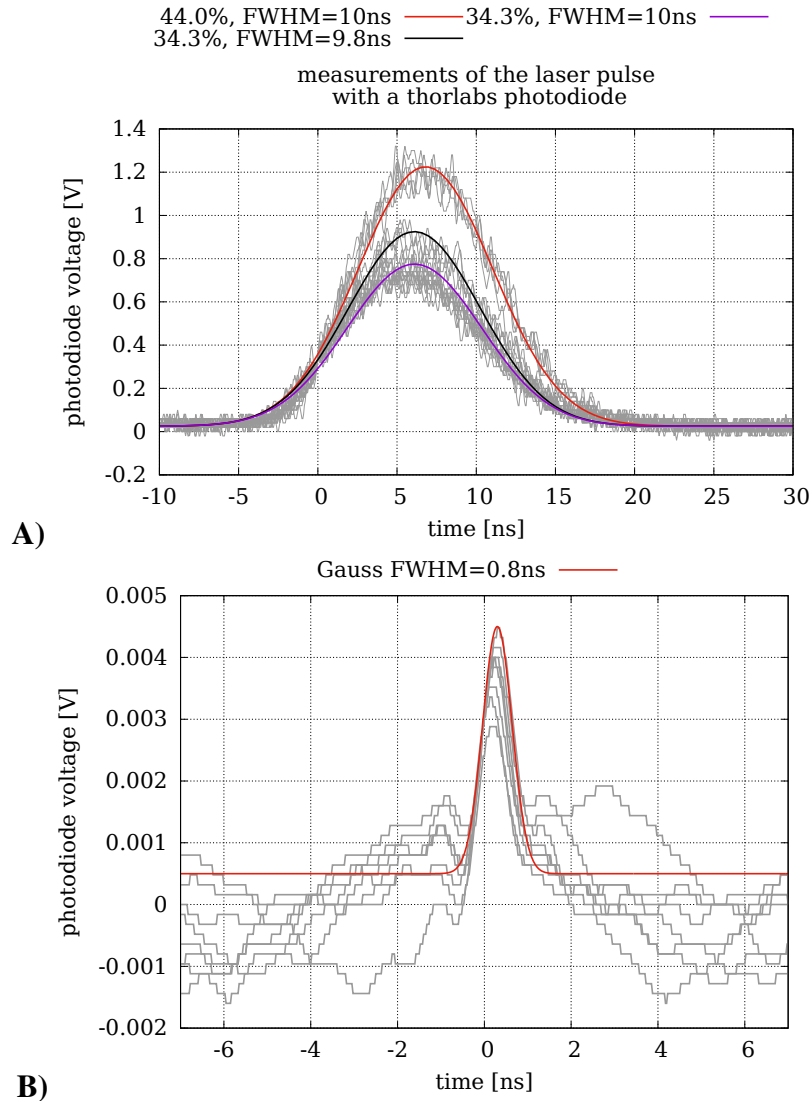 44.0%, FWHM=10ns 34.3%, FWHM=10ns
34.3%, FWHM=9.8ns
measurements of the laser pulse
with a thorlabs photodiode
1.4
1.2
1
0.8
0.6
0.4
0.2
0
-0.2
photodiode voltage [V]
-10 -5 0 5 10 15 20 25 30
time [ns]
A)
Gauss FWHM=0.8ns
0.005
0.004
0.003
0.002
0.001
0
-0.001
-0.002
photodiode voltage [V]
-6 -4 -2 0 2 4 6
time [ns]
B)